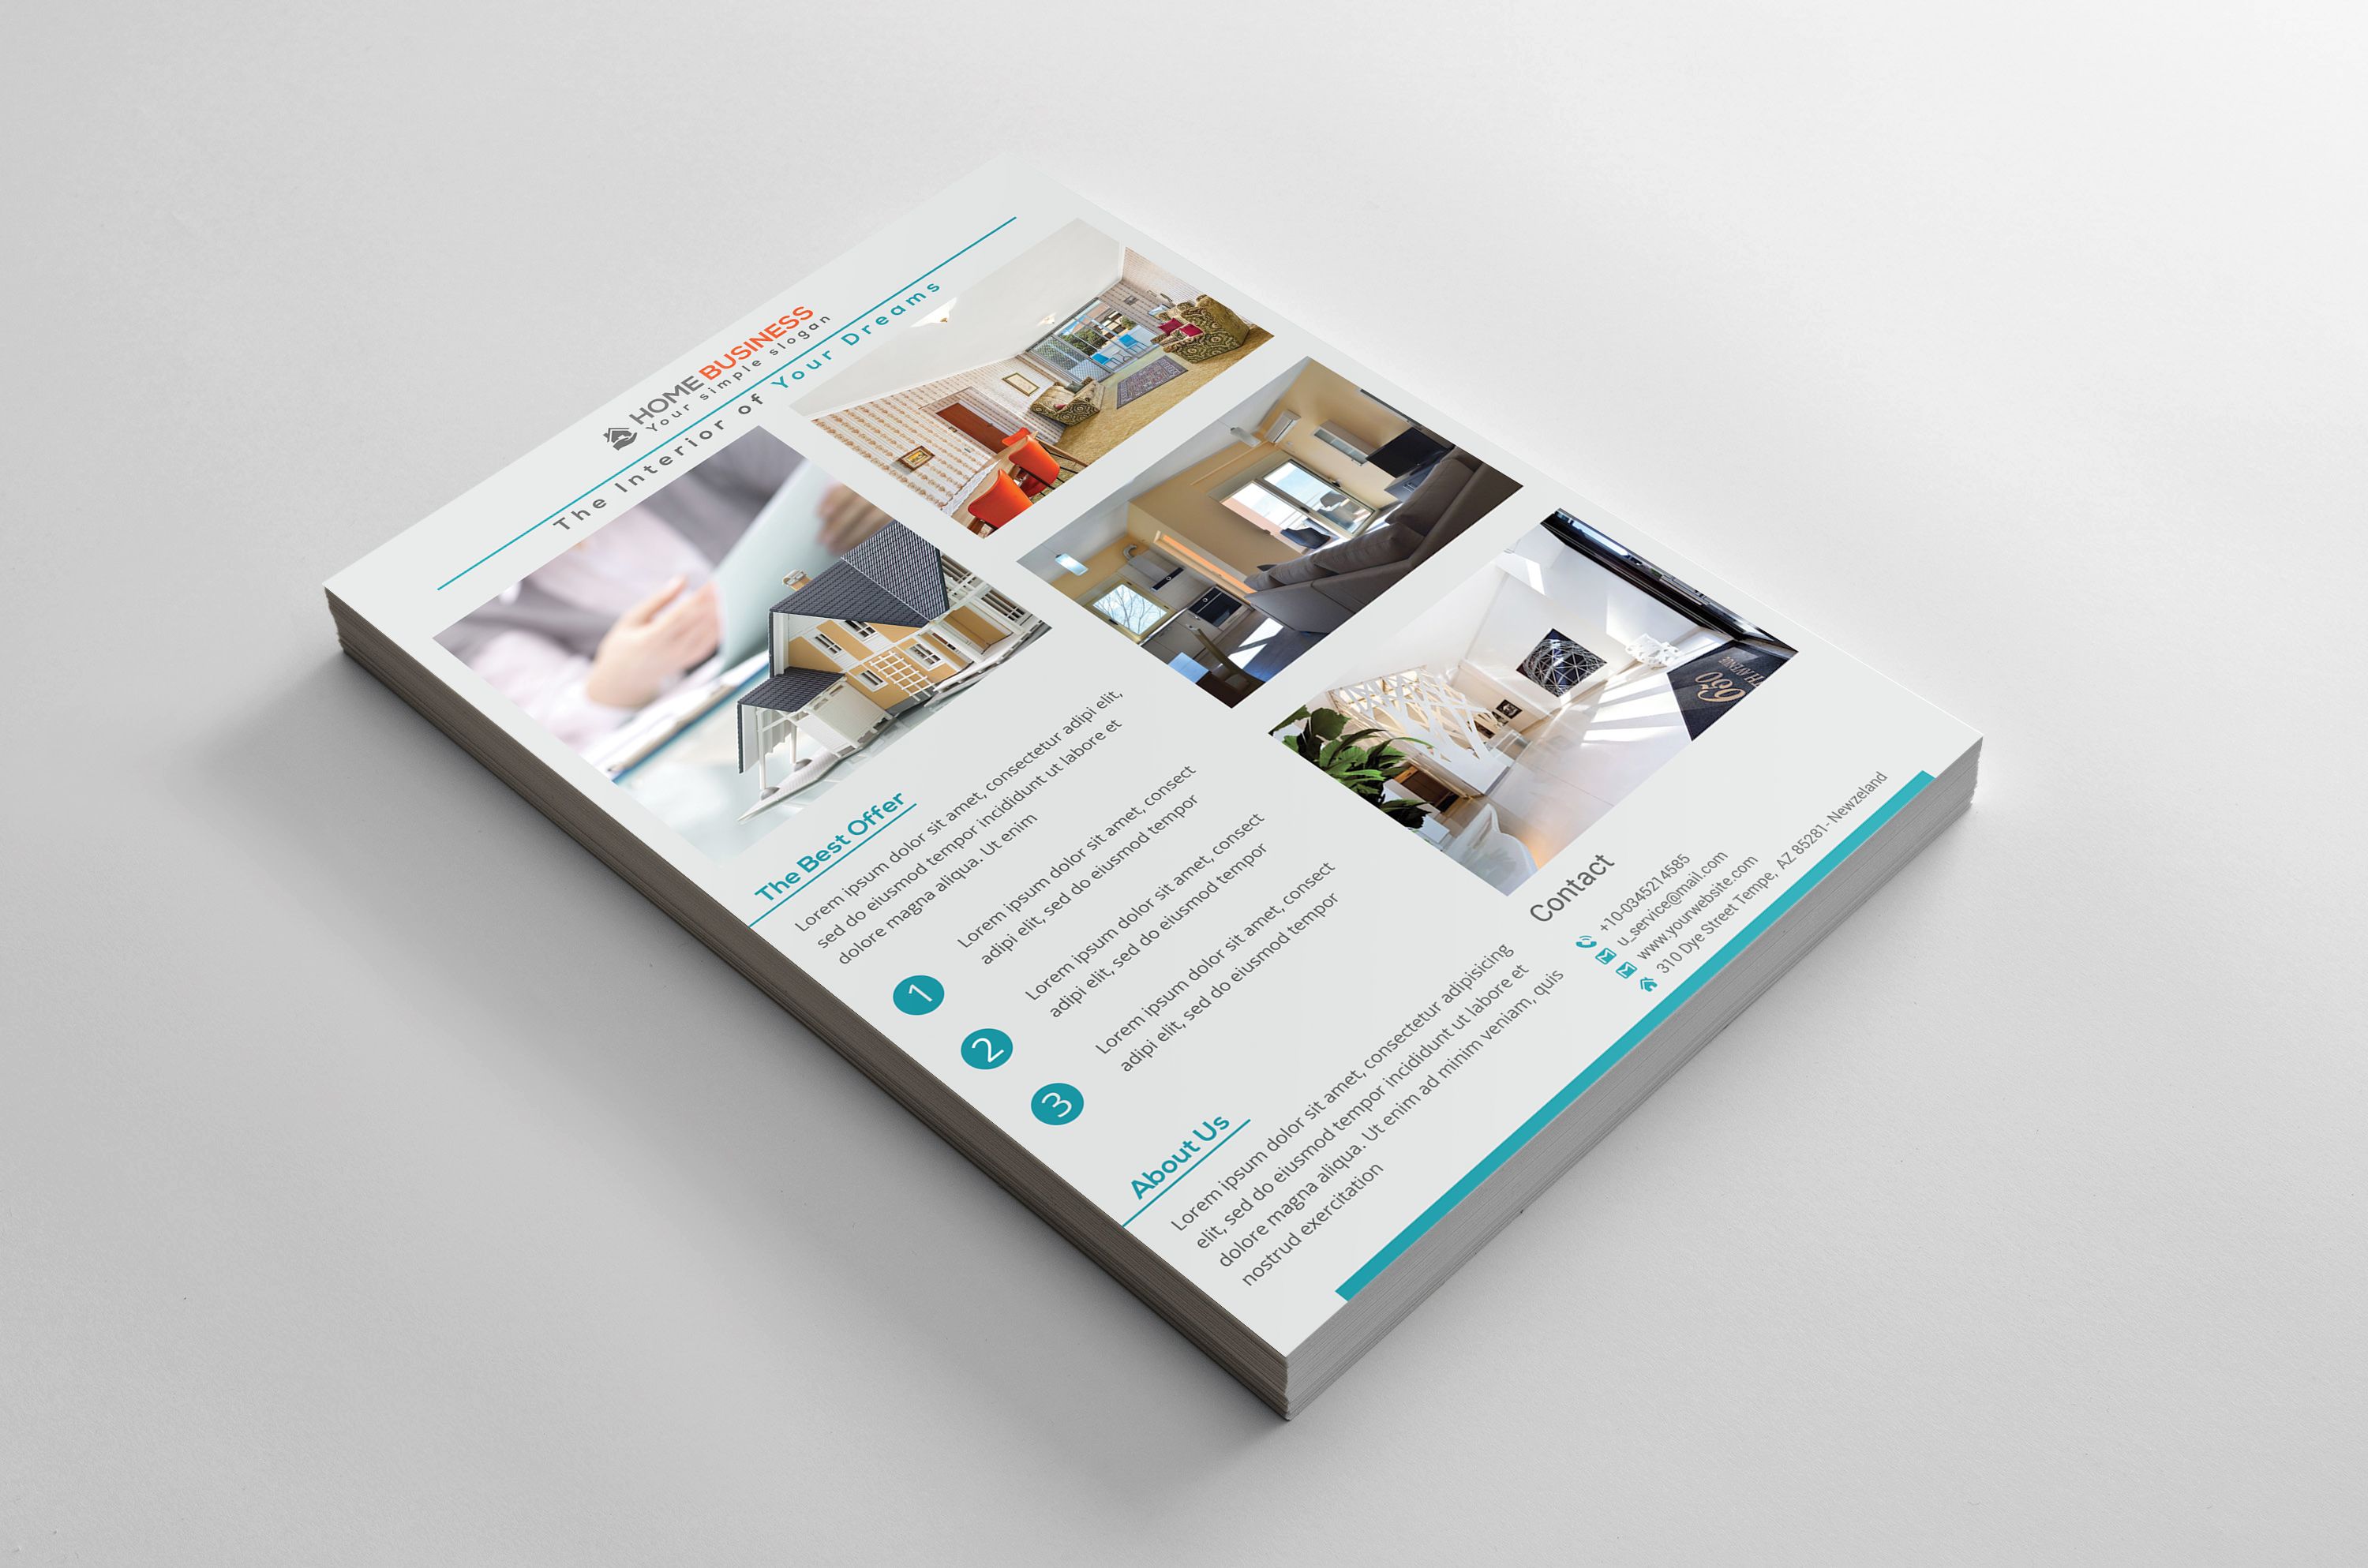 HOME BUSINESS
Your simple slogan
The Interior of Your Dreams
The Best Offer
Lorem ipsum dolor sit amet, consectetur adipi elit,
sed do eiusmod tempor incididunt ut labore et
dolore magna aliqua. Ut enim
1
Lorem ipsum dolor sit amet, consect
adipi elit, sed do eiusmod tempor
2
Lorem ipsum dolor sit amet, consect
adipi elit, sed do eiusmod tempor
3
Lorem ipsum dolor sit amet, consect
adipi elit, sed do eiusmod tempor
About Us
Lorem ipsum dolor sit amet, consectetur adipisicing
elit, sed do eiusmod tempor incididunt ut labore et
dolore magna aliqua. Ut enim ad minim veniam, quis
nostrud exercitation
660
Contact
+10-0345214585
u_service@mail.com
www.yourwebsite.com
310 Dye Street Tempe, AZ 85281- Newzeland